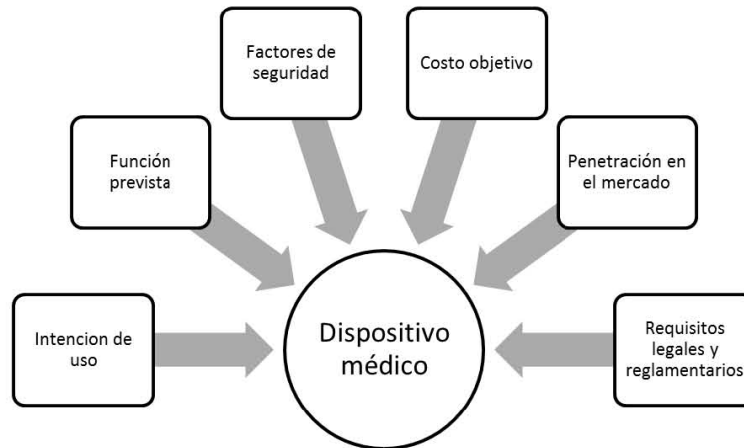 Factores de
seguridad
Costo objetivo
Función
prevista
Penetración en
el mercado
Intencion de
uso
Dispositivo
médico
Requisitos
legales y
reglamentarios